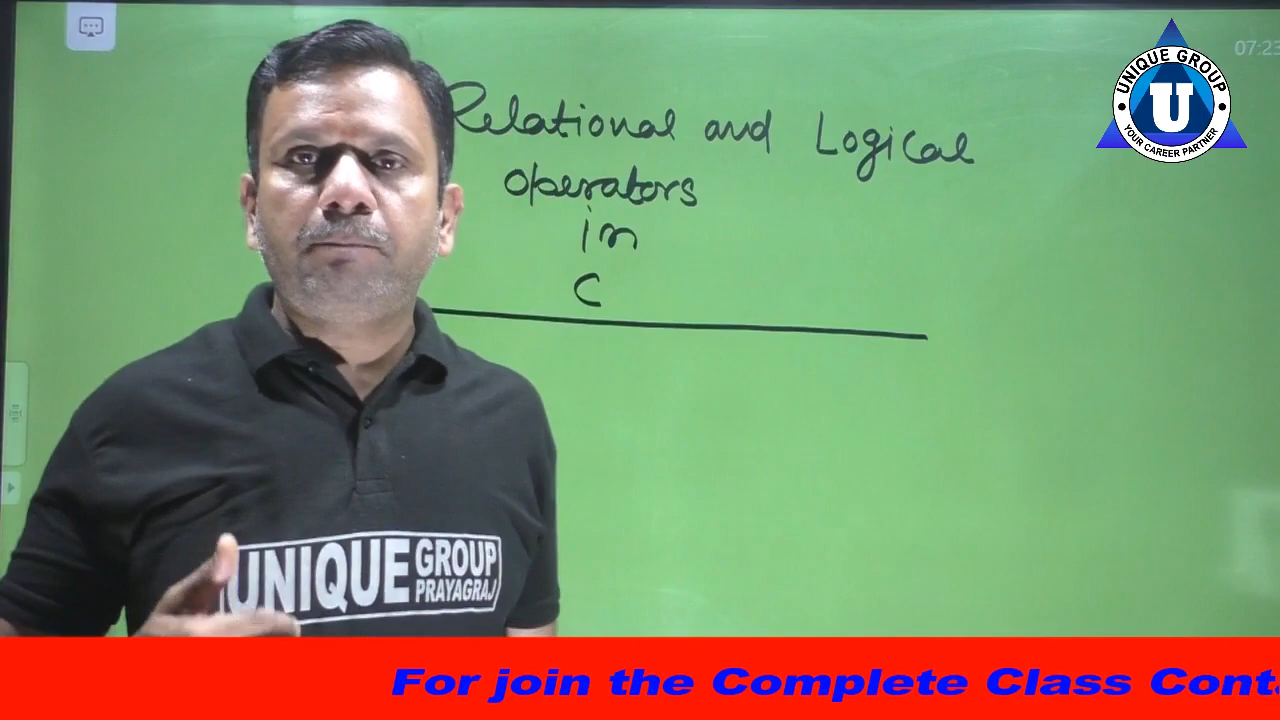 Relational and Logical
operators
in
C
07:23
UNIQUE GROUP
U
YOUR CAREER PARTNER
UNIQUE GROUP
PRAYAGRAJ
For join the Complete Class Cont